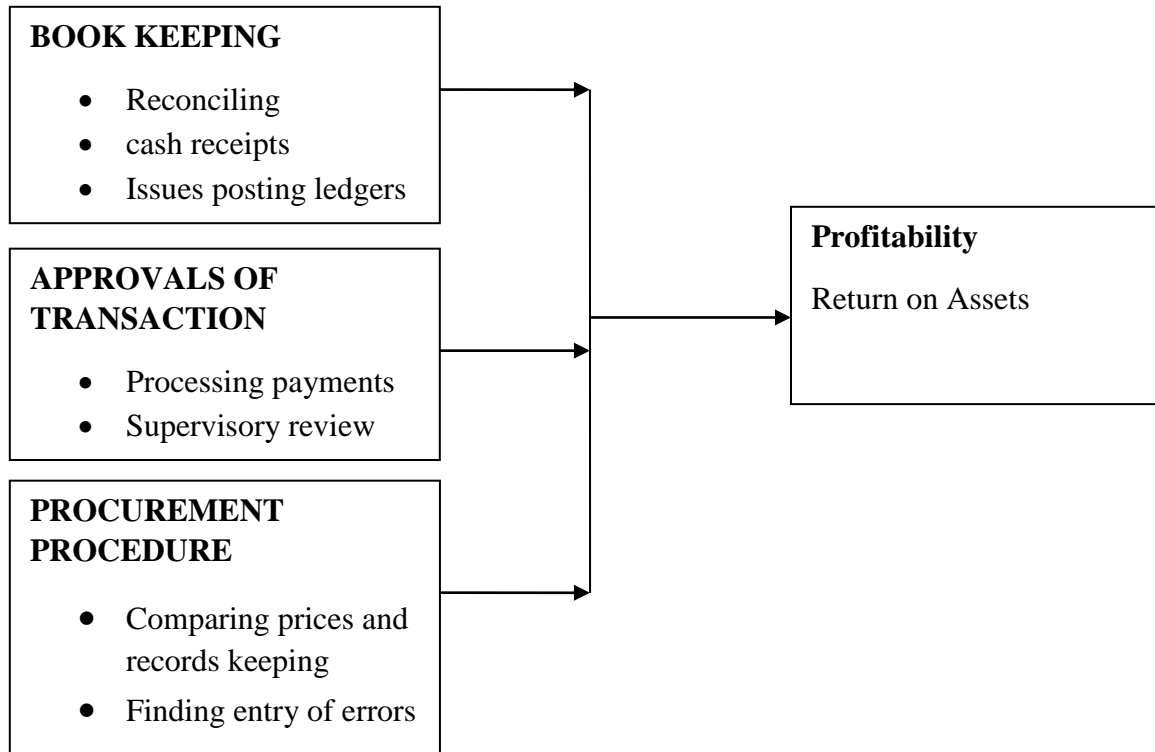 BOOK KEEPING
• Reconciling
• cash receipts
• Issues posting ledgers
APPROVALS OF
TRANSACTION
• Processing payments
• Supervisory review
PROCUREMENT
PROCEDURE
• Comparing prices and
records keeping
• Finding entry of errors
Profitability
Return on Assets